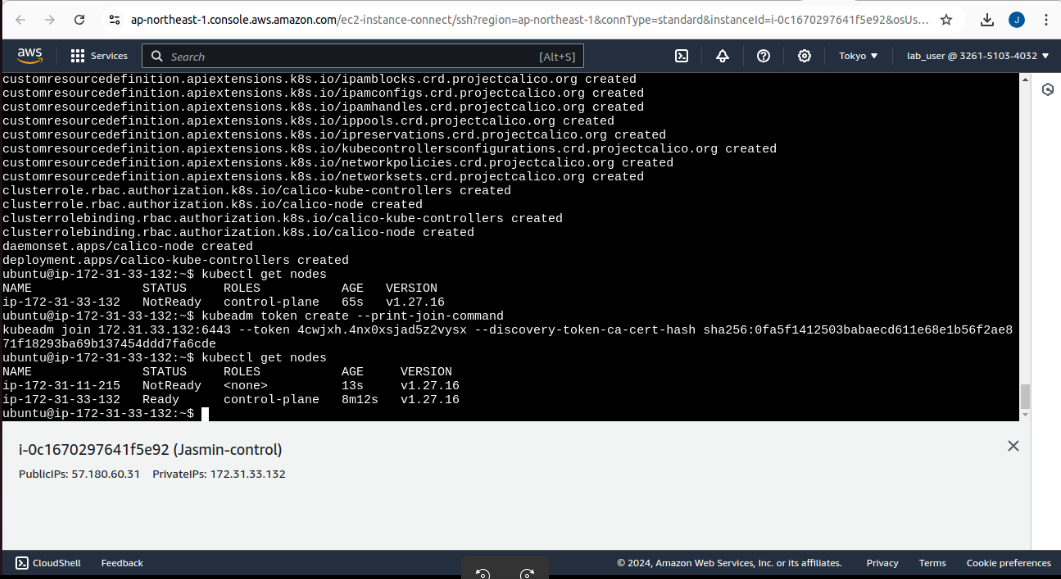 ap-northeast-1.console.aws.amazon.com/ec2-instance-connect/ssh?region=ap-northeast-1&connType=standard&instanceId=i-0c1670297641f5e92&osUs...
J
aws
Services
Search
[Alt+S]
Tokyo
lab_user @ 3261-5103-4032
customresourcedefinition.apiextensions.k8s.io/ipamblocks.crd.projectcalico.org created
customresourcedefinition.apiextensions.k8s.io/ipamconfigs.crd.projectcalico.org created
customresourcedefinition.apiextensions.k8s.io/ipamhandles.crd.projectcalico.org created
customresourcedefinition.apiextensions.k8s.io/ippools.crd.projectcalico.org created
customresourcedefinition.apiextensions.k8s.io/ipreservations.crd.projectcalico.org created
customresourcedefinition.apiextensions.k8s.io/kubecontrollersconfigurations.crd.projectcalico.org created
customresourcedefinition.apiextensions.k8s.io/networkpolicies.crd.projectcalico.org created
customresourcedefinition.apiextensions.k8s.io/networksets.crd.projectcalico.org created
clusterrole.rbac.authorization.k8s.io/calico-kube-controllers created
clusterrole.rbac.authorization.k8s.io/calico-node created
clusterrolebinding.rbac.authorization.k8s.io/calico-kube-controllers created
clusterrolebinding.rbac.authorization.k8s.io/calico-node created
daemonset.apps/calico-node created
deployment.apps/calico-kube-controllers created
ubuntu@ip-172-31-33-132:~$ kubectl get nodes
NAME STATUS ROLES AGE VERSION
ip-172-31-33-132 NotReady control-plane 65s v1.27.16
ubuntu@ip-172-31-33-132:~$ kubeadm token create --print-join-command
kubeadm join 172.31.33.132:6443 --token 4cwjxh.4nx0xsjad5z2vysx --discovery-token-ca-cert-hash sha256:0fa5f1412503babaecd611e68e1b56f2ae8
71f18293ba69b137454ddd7fa6cde
ubuntu@ip-172-31-33-132:~$ kubectl get nodes
NAME STATUS ROLES AGE VERSION
ip-172-31-11-215 NotReady <none> 13s v1.27.16
ip-172-31-33-132 Ready control-plane 8m12s v1.27.16
ubuntu@ip-172-31-33-132:~$
i-0c1670297641f5e92 (Jasmin-control)
PublicIPs: 57.180.60.31 PrivateIPs: 172.31.33.132
CloudShell Feedback © 2024, Amazon Web Services, Inc. or its affiliates. Privacy Terms Cookie preferences